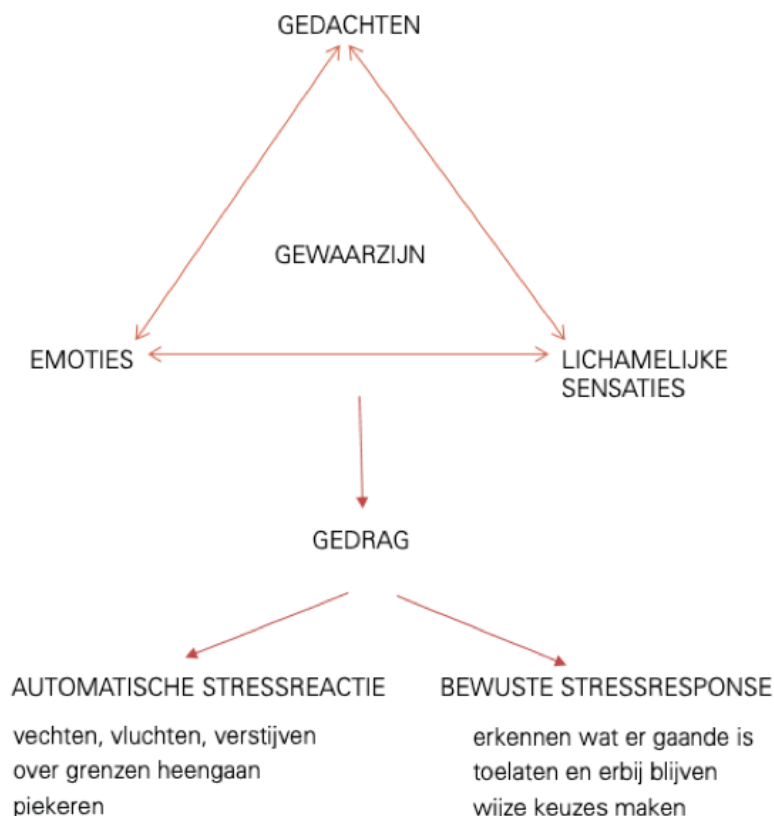 GEDACHTEN
GEWAARZIJN
EMOTIES
LICHAMELIJKE
SENSATIES
GEDRAG
AUTOMATISCHE STRESSREACTIE
vechten, vluchten, verstijven
over grenzen heengaan
piekeren
BEWUSTE STRESSRESPONSE
erkennen wat er gaande is
toelaten en erbij blijven
wijze keuzes maken